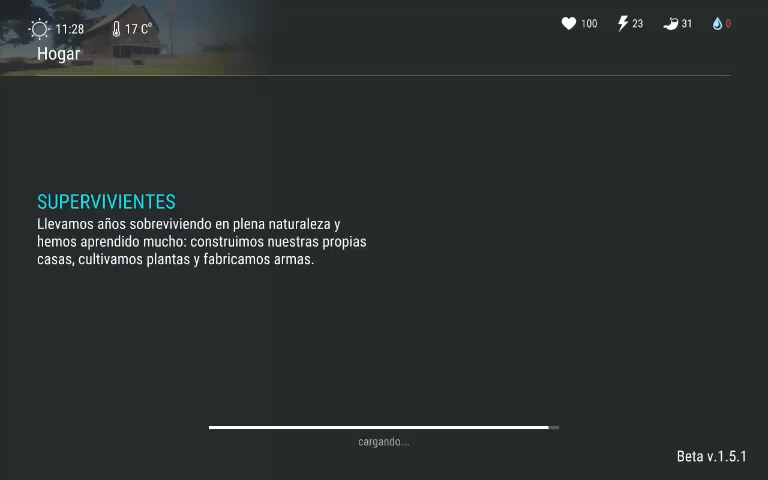 11:28 17 C° 100 23 31 0
Hogar
SUPERVIVIENTES
Llevamos años sobreviviendo en plena naturaleza y
hemos aprendido mucho: construimos nuestras propias
casas, cultivamos plantas y fabricamos armas.
cargando...
Beta v.1.5.1